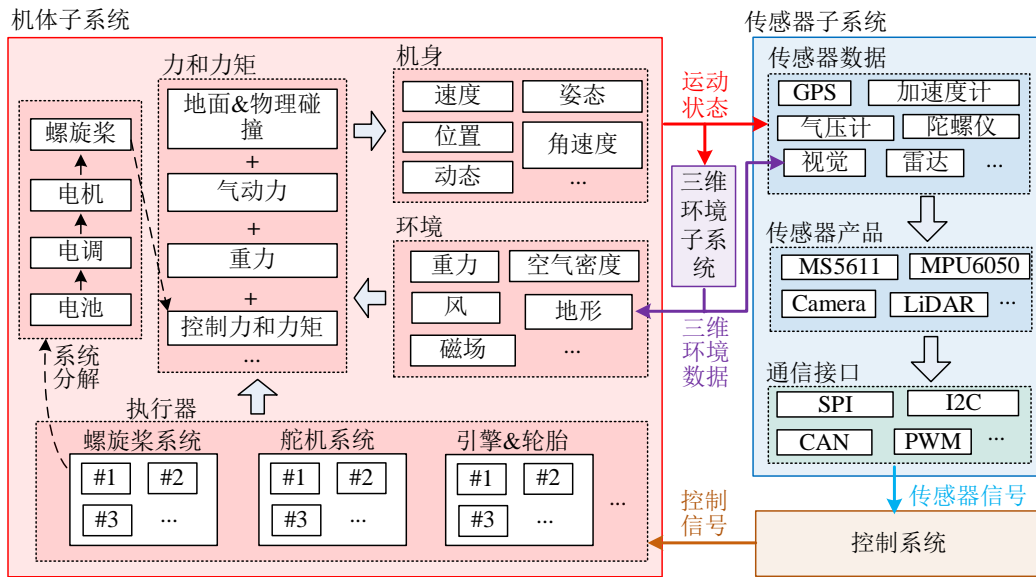 机体子系统
力和力矩
地面&物理碰
撞
+
气动力
+
重力
+
控制力和力矩
...
螺旋桨
电机
电调
电池
系统
分解
机身
速度
姿态
位置
角速度
动态
...
环境
重力
空气密度
风
地形
磁场
...
执行器
螺旋桨系统
#1
#2
#3
...
舵机系统
#1
#2
#3
...
引擎&轮胎
#1
#2
#3
...
...
运动
状态
三维
环境
子系
统
三维
环境
数据
控制
信号
传感器子系统
传感器数据
GPS
加速度计
气压计
陀螺仪
视觉
雷达
...
传感器产品
MS5611
MPU6050
Camera
LiDAR
...
通信接口
SPI
I2C
CAN
PWM
...
传感器信号
控制系统